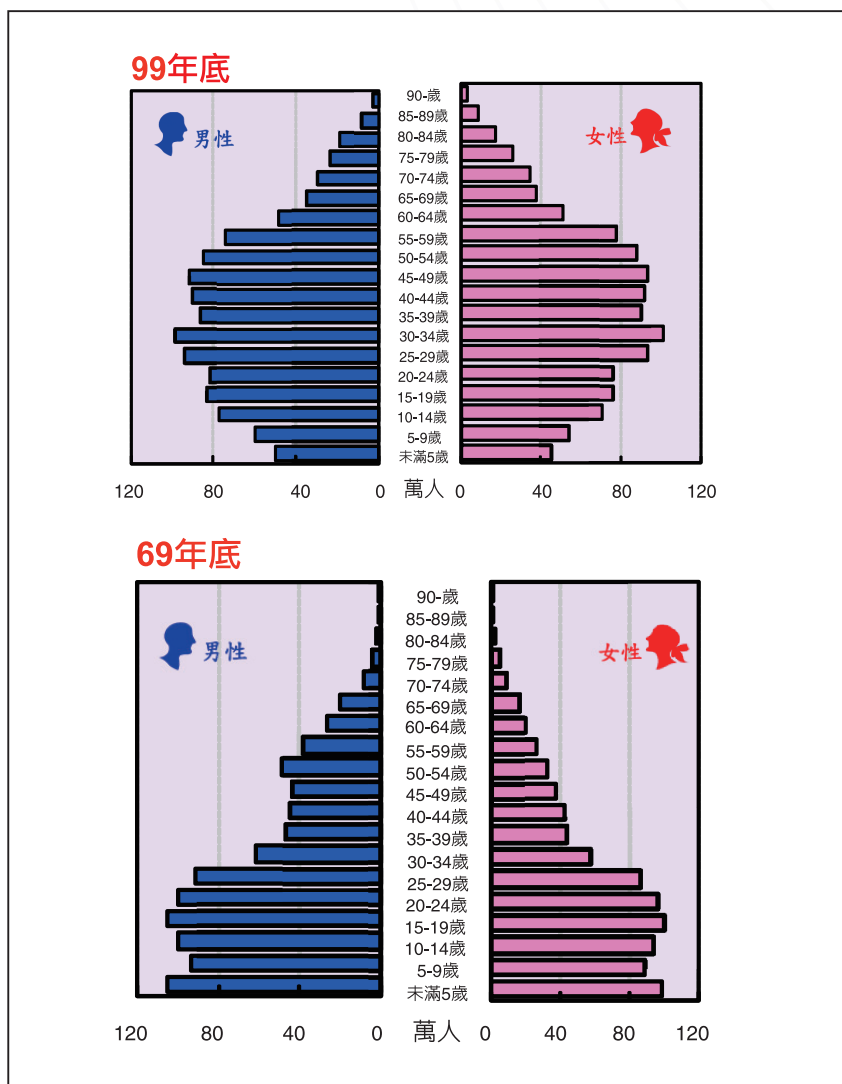 99年底
男性
女性
90-歲
85-89歲
80-84歲
75-79歲
70-74歲
65-69歲
60-64歲
55-59歲
50-54歲
45-49歲
40-44歲
35-39歲
30-34歲
25-29歲
20-24歲
15-19歲
10-14歲
5-9歲
未滿5歲
120 80 40 0 萬人 0 40 80 120
69年底
男性
女性
90-歲
85-89歲
80-84歲
75-79歲
70-74歲
65-69歲
60-64歲
55-59歲
50-54歲
45-49歲
40-44歲
35-39歲
30-34歲
25-29歲
20-24歲
15-19歲
10-14歲
5-9歲
未滿5歲
120 80 40 0 萬人 0 40 80 120